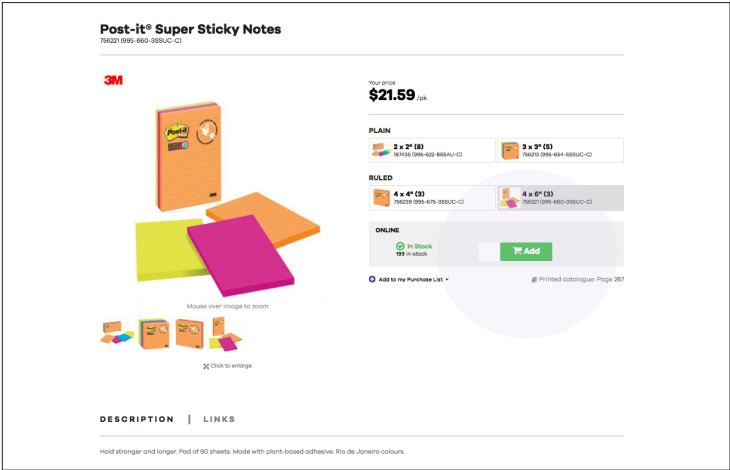 Post-it® Super Sticky Notes
756221 (995-660-3SSUC-C)
3M
Post-it
3M
Mouse over image to zoom
Click to enlarge
Your price
$21.59 /pk
PLAIN
2 x 2" (8)
187435 (995-622-8SSAU-C)
3 x 3" (5)
756213 (995-654-5SSUC-C)
RULED
4 x 4" (3)
756239 (995-675-3SSUC-C)
4 x 6" (3)
756221 (995-660-3SSUC-C)
ONLINE
In Stock
193 in-stock
Add
Add to my Purchase List
Printed catalogue: Page 267
DESCRIPTION | LINKS
Hold stronger and longer. Pad of 90 sheets. Made with plant-based adhesive. Rio de Janeiro colours.